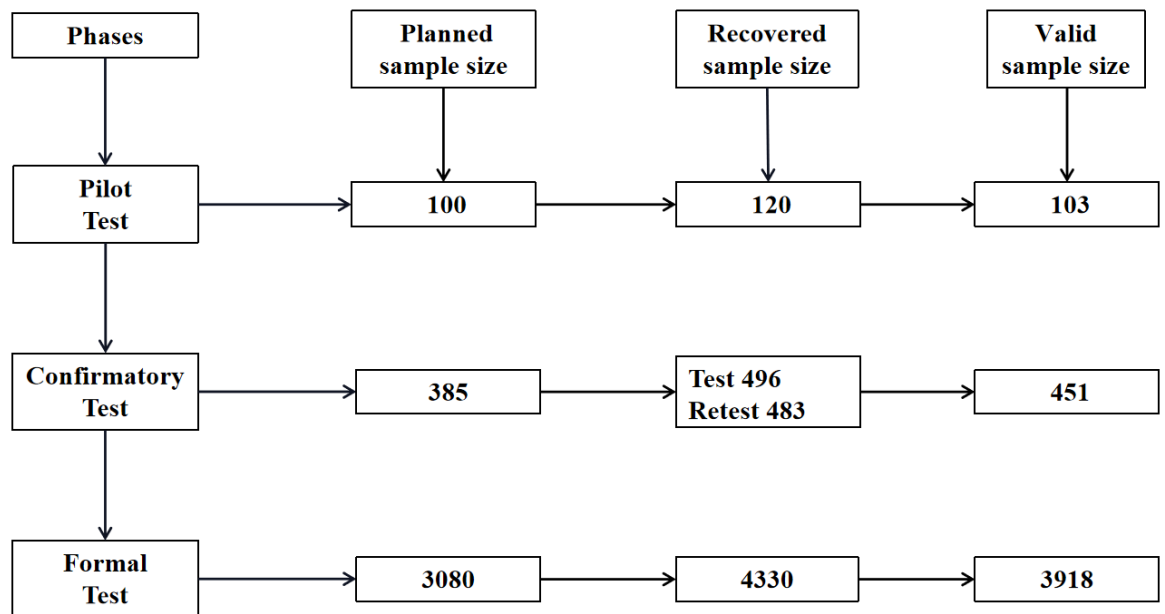 Phases
Planned
sample size
Recovered
sample size
Valid
sample size
Pilot
Test
100
120
103
Confirmatory
Test
385
Test 496
Retest 483
451
Formal
Test
3080
4330
3918